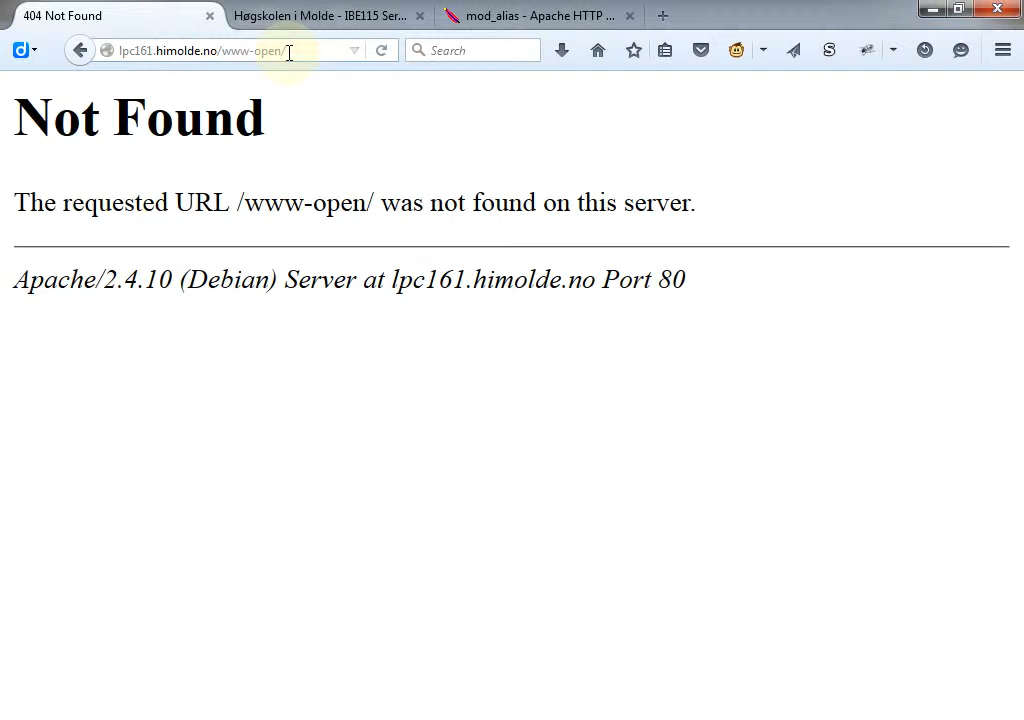 404 Not Found
Høgskolen i Molde - IBE115 Ser...
mod_alias - Apache HTTP ...
lpc161.himolde.no/www-open/
Search
Not Found
The requested URL /www-open/ was not found on this server.
Apache/2.4.10 (Debian) Server at lpc161.himolde.no Port 80